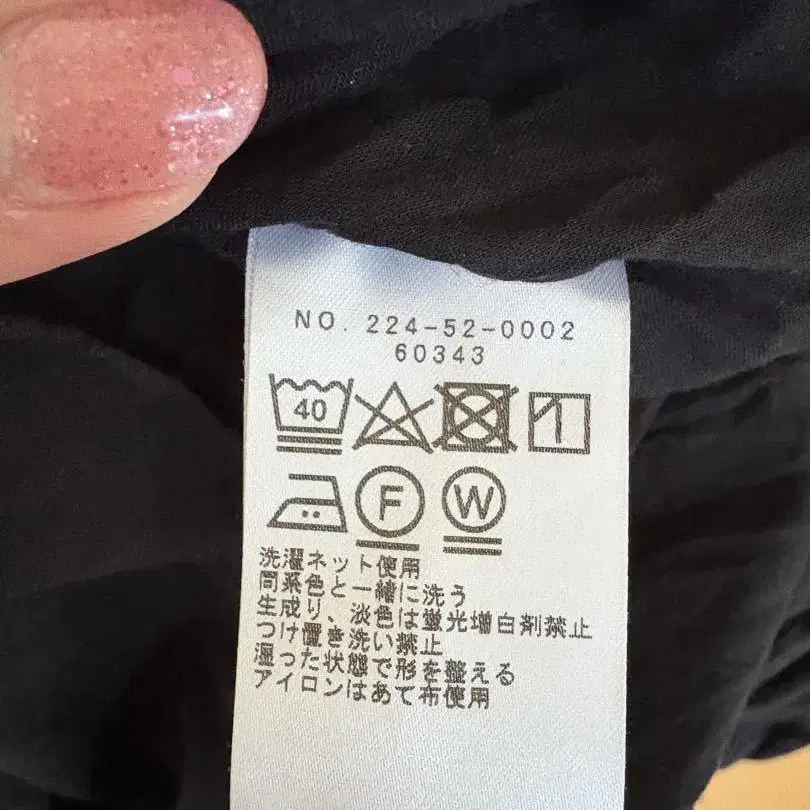 NO. 224-52-0002
60343
40
F W
洗濯ネット使用
同系色と一緒に洗う
生成り、淡色は蛍光増白剤禁止
つけ置き洗い禁止
湿った状態で形を整える
アイロンはあて布使用